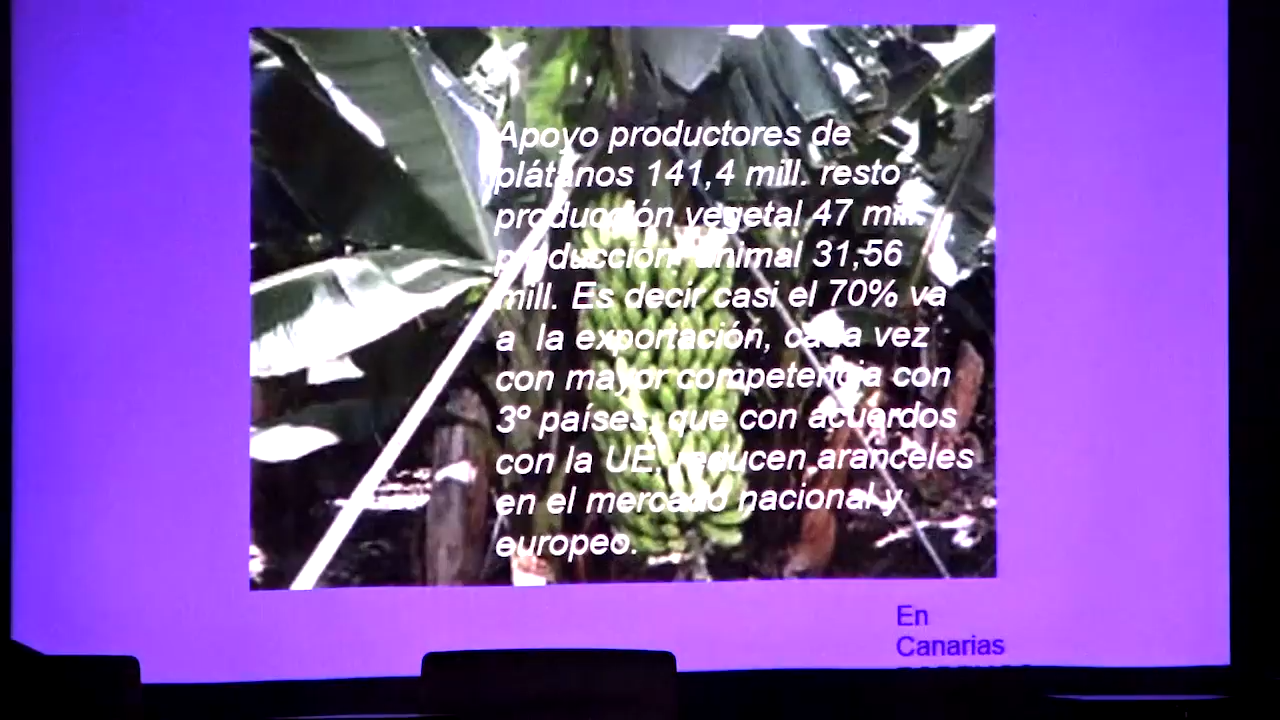 Apoyo productores de
plátanos 141,4 mill. resto
producción vegetal 47 mill.
producción animal 31,56
mill. Es decir casi el 70% va
a la exportación, cada vez
con mayor competencia con
3º países, que con acuerdos
con la UE, reducen aranceles
en el mercado nacional y
europeo.
En
Canarias